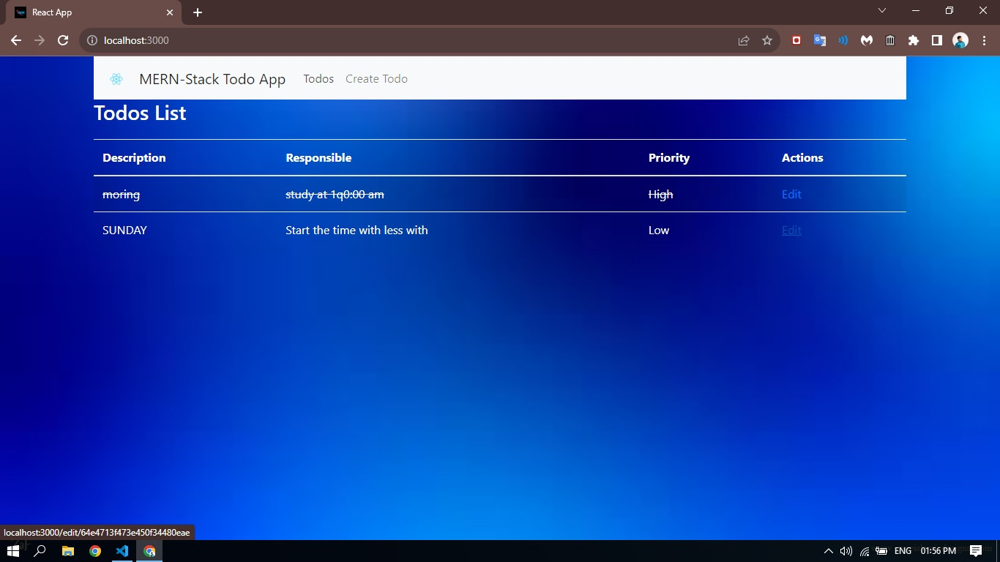 React App
localhost:3000
MERN-Stack Todo App Todos Create Todo
Todos List
Description Responsible Priority Actions
moring study at 1q0:00 am High Edit
SUNDAY Start the time with less with Low Edit
localhost:3000/edit/64e4713f473e450f34480eae
ENG 01:56 PM